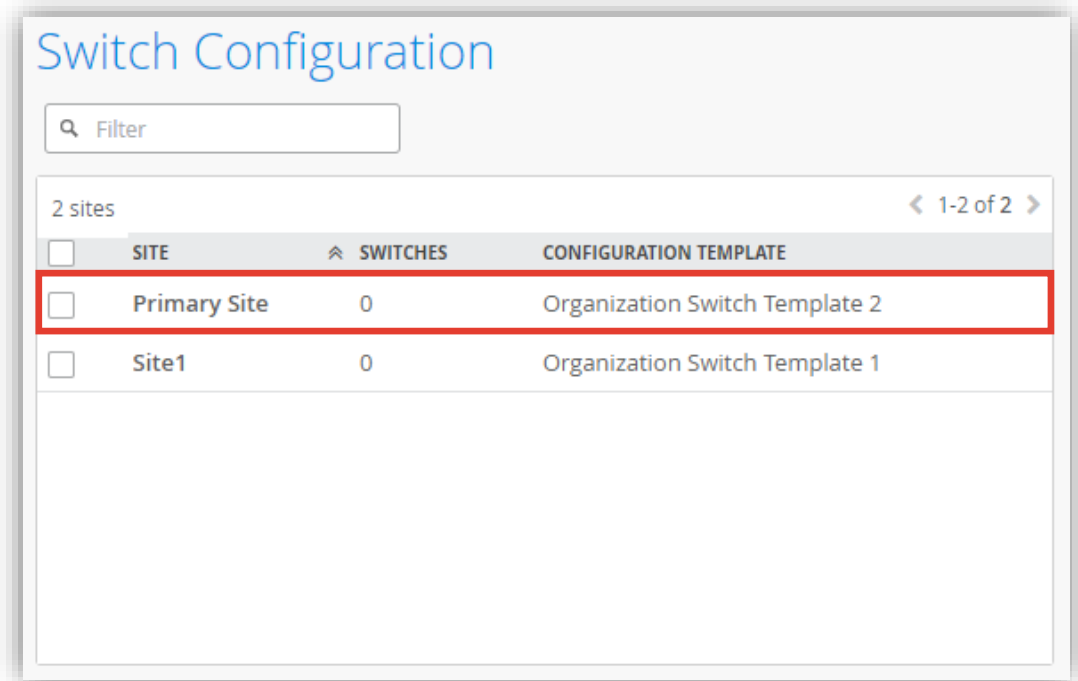 Switch Configuration
Filter
2 sites 1-2 of 2
SITE SWITCHES CONFIGURATION TEMPLATE
Primary Site 0 Organization Switch Template 2
Site1 0 Organization Switch Template 1